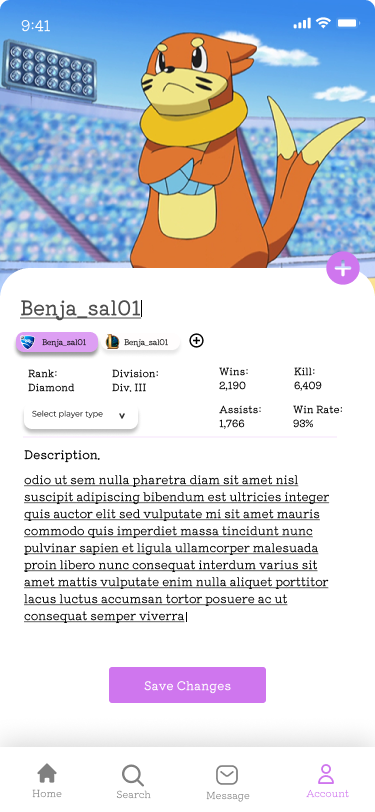 9:41
Benja_sal01
Benja_sal01 Benja_sal01
Rank: Division: Wins: Kill:
Diamond Div. III 2,190 6,409
Select player type
Assists: Win Rate:
1,766 93%
Description.
odio ut sem nulla pharetra diam sit amet nisl
suscipit adipiscing bibendum est ultricies integer
quis auctor elit sed vulputate mi sit amet mauris
commodo quis imperdiet massa tincidunt nunc
pulvinar sapien et ligula ullamcorper malesuada
proin libero nunc consequat interdum varius sit
amet mattis vulputate enim nulla aliquet porttitor
lacus luctus accumsan tortor posuere ac ut
consequat semper viverra
Save Changes
Home Search Message Account